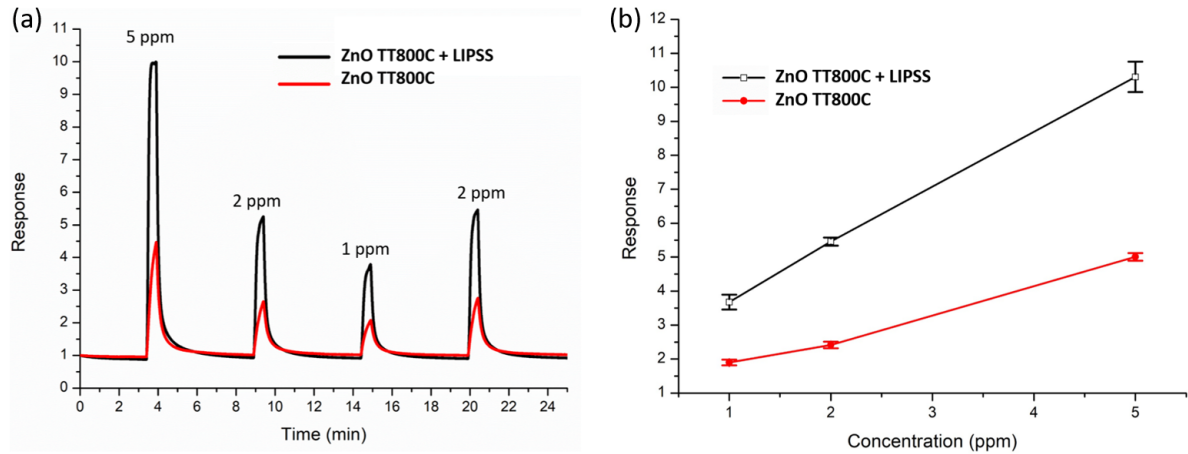 (a)
11
10
9
8
7
6
5
4
3
2
1
0
Response
5 ppm
2 ppm
1 ppm
2 ppm
ZnO TT800C + LIPSS
ZnO TT800C
0 2 4 6 8 10 12 14 16 18 20 22 24
Time (min)
(b)
12
11
10
9
8
7
6
5
4
3
2
1
Response
ZnO TT800C + LIPSS
ZnO TT800C
1 2 3 4 5
Concentration (ppm)